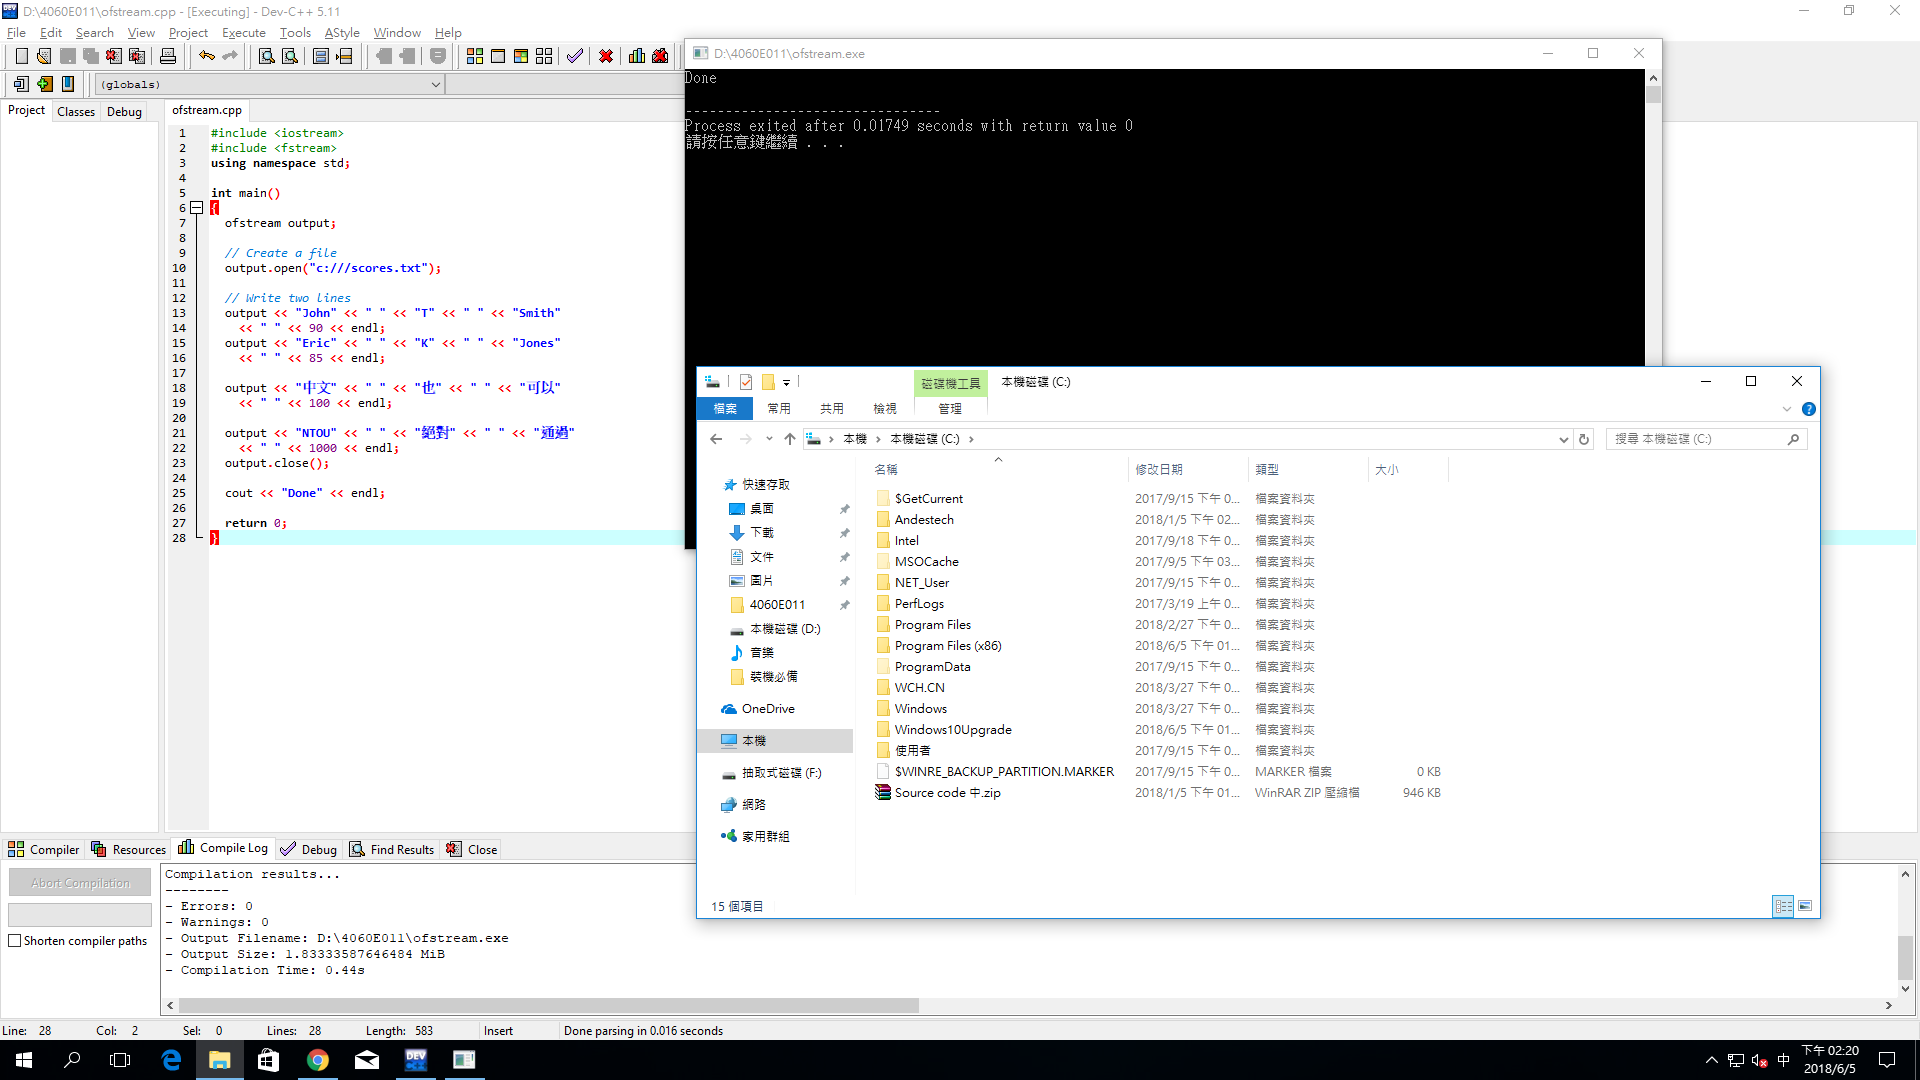 D:\4060E011\ofstream.cpp - [Executing] - Dev-C++ 5.11
File Edit Search View Project Execute Tools AStyle Window Help
(globals)
Project Classes Debug
ofstream.cpp
1 #include <iostream>
2 #include <fstream>
3 using namespace std;
4
5 int main()
6 {
7 ofstream output;
8
9 // Create a file
10 output.open("c:///scores.txt");
11
12 // Write two lines
13 output << "John" << " " << "T" << " " << "Smith"
14 << " " << 90 << endl;
15 output << "Eric" << " " << "K" << " " << "Jones"
16 << " " << 85 << endl;
17
18 output << "中文" << " " << "也" << " " << "可以"
19 << " " << 100 << endl;
20
21 output << "NTOU" << " " << "絕對" << " " << "通過"
22 << " " << 1000 << endl;
23 output.close();
24
25 cout << "Done" << endl;
26
27 return 0;
28 }
D:\4060E011\ofstream.exe
Done
--------------------------------
Process exited after 0.01749 seconds with return value 0
請按任意鍵繼續 . . .
磁碟機工具 本機磁碟 (C:)
檔案 常用 共用 檢視 管理
本機 本機磁碟 (C:)
搜尋 本機磁碟 (C:)
快速存取
桌面
下載
文件
圖片
4060E011
本機磁碟 (D:)
音樂
裝機必備
OneDrive
本機
抽取式磁碟 (F:)
網路
家用群組
名稱 修改日期 類型 大小
$GetCurrent 2017/9/15 下午 0... 檔案資料夾
Andestech 2018/1/5 下午 02... 檔案資料夾
Intel 2017/9/18 下午 0... 檔案資料夾
MSOCache 2017/9/5 下午 03... 檔案資料夾
NET_User 2017/9/15 下午 0... 檔案資料夾
PerfLogs 2017/3/19 上午 0... 檔案資料夾
Program Files 2018/2/27 下午 0... 檔案資料夾
Program Files (x86) 2018/6/5 下午 01... 檔案資料夾
ProgramData 2017/9/15 下午 0... 檔案資料夾
WCH.CN 2018/3/27 下午 0... 檔案資料夾
Windows 2018/3/27 下午 0... 檔案資料夾
Windows10Upgrade 2018/6/5 下午 01... 檔案資料夾
使用者 2017/9/15 下午 0... 檔案資料夾
$WINRE_BACKUP_PARTITION.MARKER 2017/9/15 下午 0... MARKER 檔案 0 KB
Source code 中.zip 2018/1/5 下午 01... WinRAR ZIP 壓縮檔 946 KB
15 個項目
Compiler Resources Compile Log Debug Find Results Close
Abort Compilation
Shorten compiler paths
Compilation results...
--------
- Errors: 0
- Warnings: 0
- Output Filename: D:\4060E011\ofstream.exe
- Output Size: 1.83333587646484 MiB
- Compilation Time: 0.44s
Line: 28 Col: 2 Sel: 0 Lines: 28 Length: 583 Insert Done parsing in 0.016 seconds
DEV
中
下午 02:20
2018/6/5